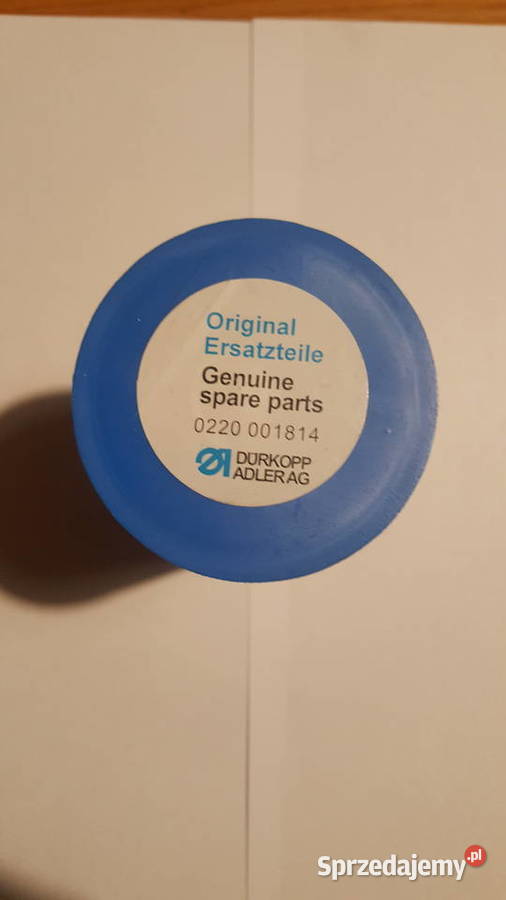 Original
Ersatzteile
Genuine
spare parts
0220 001814
DÜRKOPP
ADLER AG
Sprzedajemy.pl